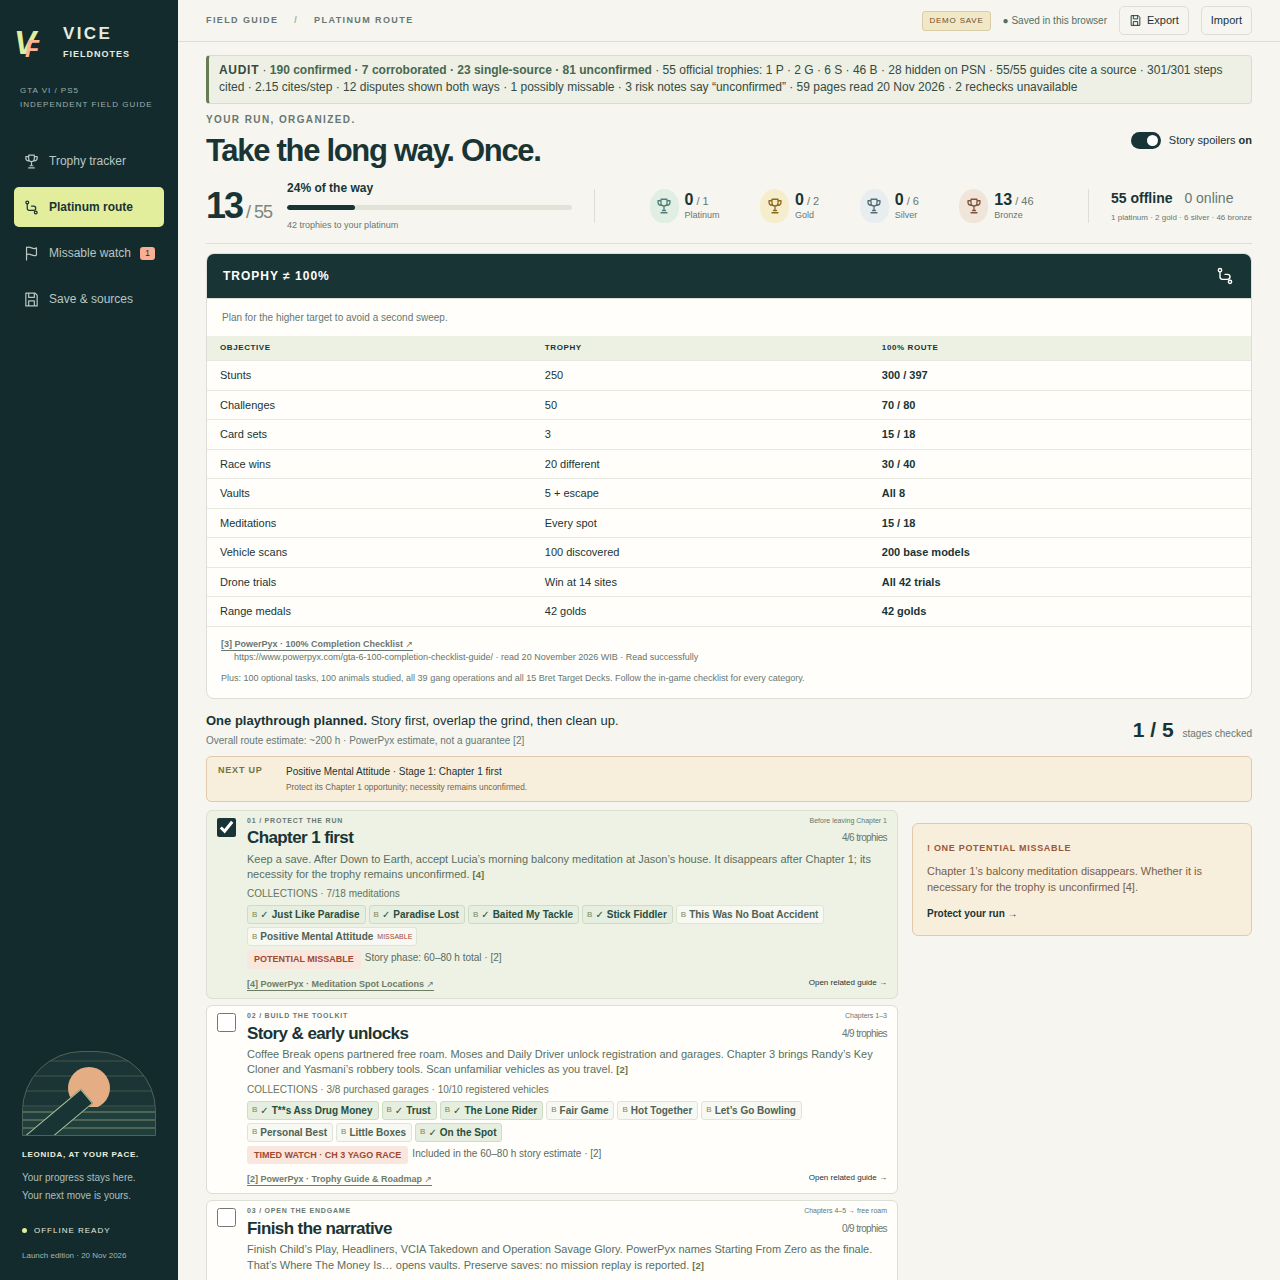 VICE
FIELDNOTES
GTA VI / PS5
INDEPENDENT FIELD GUIDE
Trophy tracker
Platinum route
Missable watch 1
Save & sources
LEONIDA, AT YOUR PACE.
Your progress stays here.
Your next move is yours.
OFFLINE READY
Launch edition · 20 Nov 2026
FIELD GUIDE / PLATINUM ROUTE
DEMO SAVE ● Saved in this browser Export Import
AUDIT · 190 confirmed · 7 corroborated · 23 single-source · 81 unconfirmed · 55 official trophies: 1 P · 2 G · 6 S · 46 B · 28 hidden on PSN · 55/55 guides cite a source · 301/301 steps
cited · 2.15 cites/step · 12 disputes shown both ways · 1 possibly missable · 3 risk notes say “unconfirmed” · 59 pages read 20 Nov 2026 · 2 rechecks unavailable
YOUR RUN, ORGANIZED.
Take the long way. Once.
Story spoilers on
13 / 55
24% of the way
42 trophies to your platinum
0 / 1
Platinum
0 / 2
Gold
0 / 6
Silver
13 / 46
Bronze
55 offline 0 online
1 platinum · 2 gold · 6 silver · 46 bronze
TROPHY ≠ 100%
Plan for the higher target to avoid a second sweep.
OBJECTIVE TROPHY 100% ROUTE
Stunts 250 300 / 397
Challenges 50 70 / 80
Card sets 3 15 / 18
Race wins 20 different 30 / 40
Vaults 5 + escape All 8
Meditations Every spot 15 / 18
Vehicle scans 100 discovered 200 base models
Drone trials Win at 14 sites All 42 trials
Range medals 42 golds 42 golds
[3] PowerPyx · 100% Completion Checklist ↗
https://www.powerpyx.com/gta-6-100-completion-checklist-guide/ · read 20 November 2026 WIB · Read successfully
Plus: 100 optional tasks, 100 animals studied, all 39 gang operations and all 15 Bret Target Decks. Follow the in-game checklist for every category.
One playthrough planned. Story first, overlap the grind, then clean up.
Overall route estimate: ~200 h · PowerPyx estimate, not a guarantee [2]
1 / 5 stages checked
NEXT UP Positive Mental Attitude · Stage 1: Chapter 1 first
Protect its Chapter 1 opportunity; necessity remains unconfirmed.
01 / PROTECT THE RUN Before leaving Chapter 1
Chapter 1 first 4/6 trophies
Keep a save. After Down to Earth, accept Lucia’s morning balcony meditation at Jason’s house. It disappears after Chapter 1; its
necessity for the trophy remains unconfirmed. [4]
COLLECTIONS · 7/18 meditations
B ✓ Just Like Paradise B ✓ Paradise Lost B ✓ Baited My Tackle B ✓ Stick Fiddler B This Was No Boat Accident
B Positive Mental Attitude MISSABLE
POTENTIAL MISSABLE Story phase: 60–80 h total · [2]
[4] PowerPyx · Meditation Spot Locations ↗ Open related guide →
! ONE POTENTIAL MISSABLE
Chapter 1’s balcony meditation disappears. Whether it is
necessary for the trophy is unconfirmed [4].
Protect your run →
02 / BUILD THE TOOLKIT Chapters 1–3
Story & early unlocks 4/9 trophies
Coffee Break opens partnered free roam. Moses and Daily Driver unlock registration and garages. Chapter 3 brings Randy’s Key
Cloner and Yasmani’s robbery tools. Scan unfamiliar vehicles as you travel. [2]
COLLECTIONS · 3/8 purchased garages · 10/10 registered vehicles
B ✓ T**s Ass Drug Money B ✓ Trust B ✓ The Lone Rider B Fair Game B Hot Together B Let’s Go Bowling
B Personal Best B Little Boxes B ✓ On the Spot
TIMED WATCH · CH 3 YAGO RACE Included in the 60–80 h story estimate · [2]
[2] PowerPyx · Trophy Guide & Roadmap ↗ Open related guide →
03 / OPEN THE ENDGAME Chapters 4–5 → free roam
Finish the narrative 0/9 trophies
Finish Child’s Play, Headliners, VCIA Takedown and Operation Savage Glory. PowerPyx names Starting From Zero as the finale.
That’s Where The Money Is… opens vaults. Preserve saves: no mission replay is reported. [2]